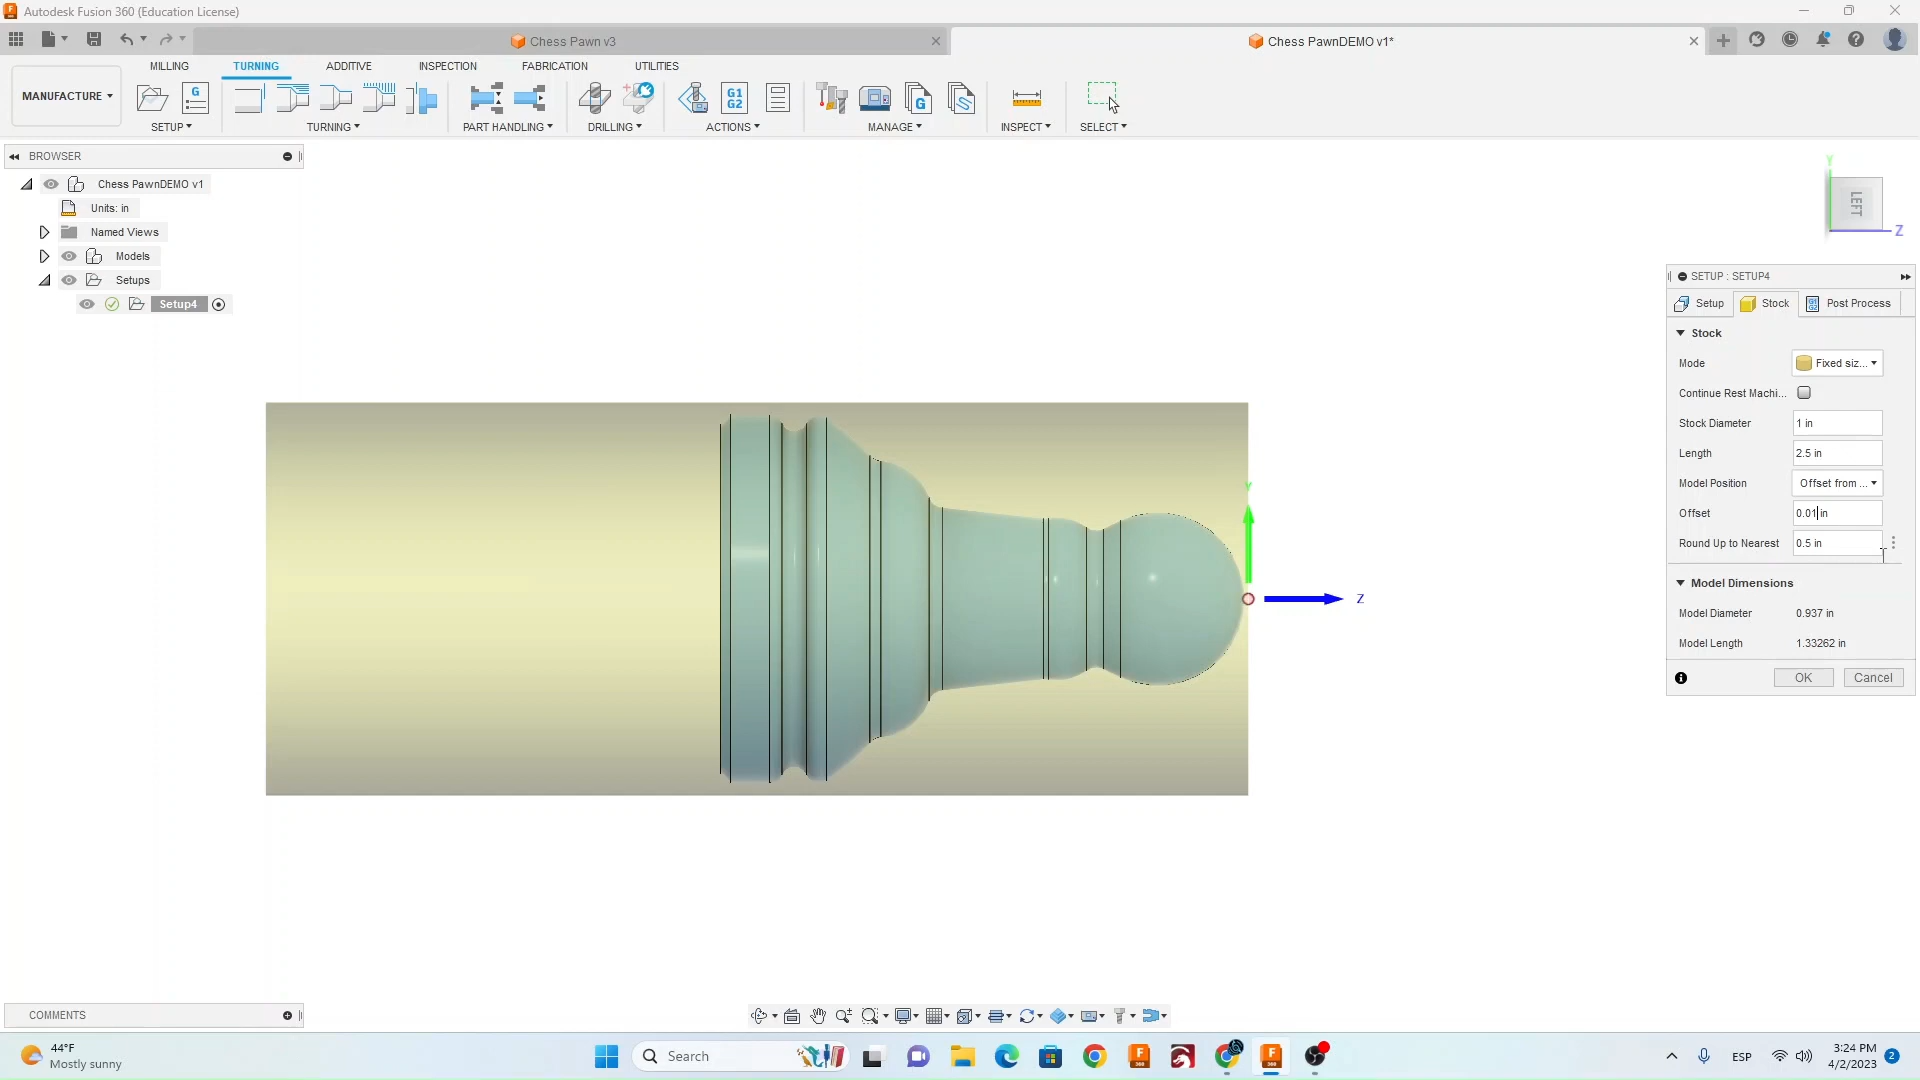 Autodesk Fusion 360 (Education License)
Chess Pawn v3
Chess PawnDEMO v1*
MANUFACTURE
MILLING
TURNING
ADDITIVE
INSPECTION
FABRICATION
UTILITIES
G
G1
G2
G
SETUP
TURNING
PART HANDLING
DRILLING
ACTIONS
MANAGE
INSPECT
SELECT
BROWSER
Chess PawnDEMO v1
Units: in
Named Views
Models
Setups
Setup4
Y
LEFT
Z
SETUP : SETUP4
Setup
Stock
Post Process
Stock
Mode
Fixed siz...
Continue Rest Machi...
Stock Diameter
1 in
Length
2.5 in
Model Position
Offset from ...
Offset
0.01 in
Round Up to Nearest
0.5 in
Model Dimensions
Model Diameter
0.937 in
Model Length
1.33262 in
OK
Cancel
Y
Z
COMMENTS
44°F
Mostly sunny
Search
ESP
3:24 PM
4/2/2023
2